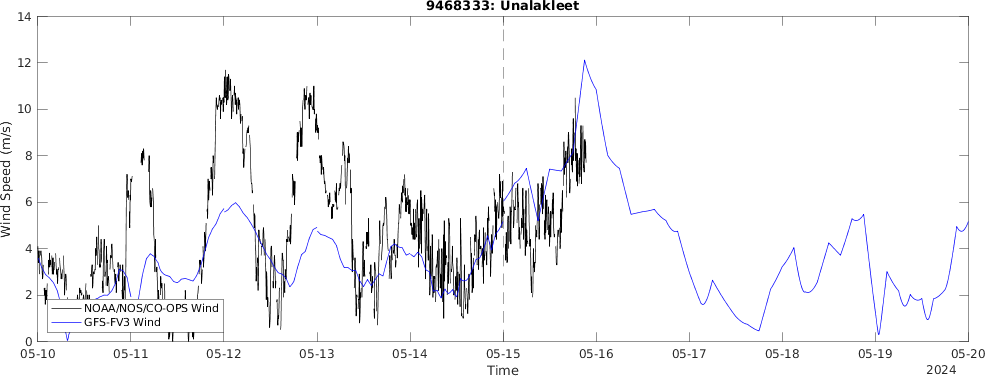 9468333: Unalakleet
14
12
10
8
6
4
2
0
Wind Speed (m/s)
NOAA/NOS/CO-OPS Wind
GFS-FV3 Wind
05-10 05-11 05-12 05-13 05-14 05-15 05-16 05-17 05-18 05-19 05-20
Time
2024